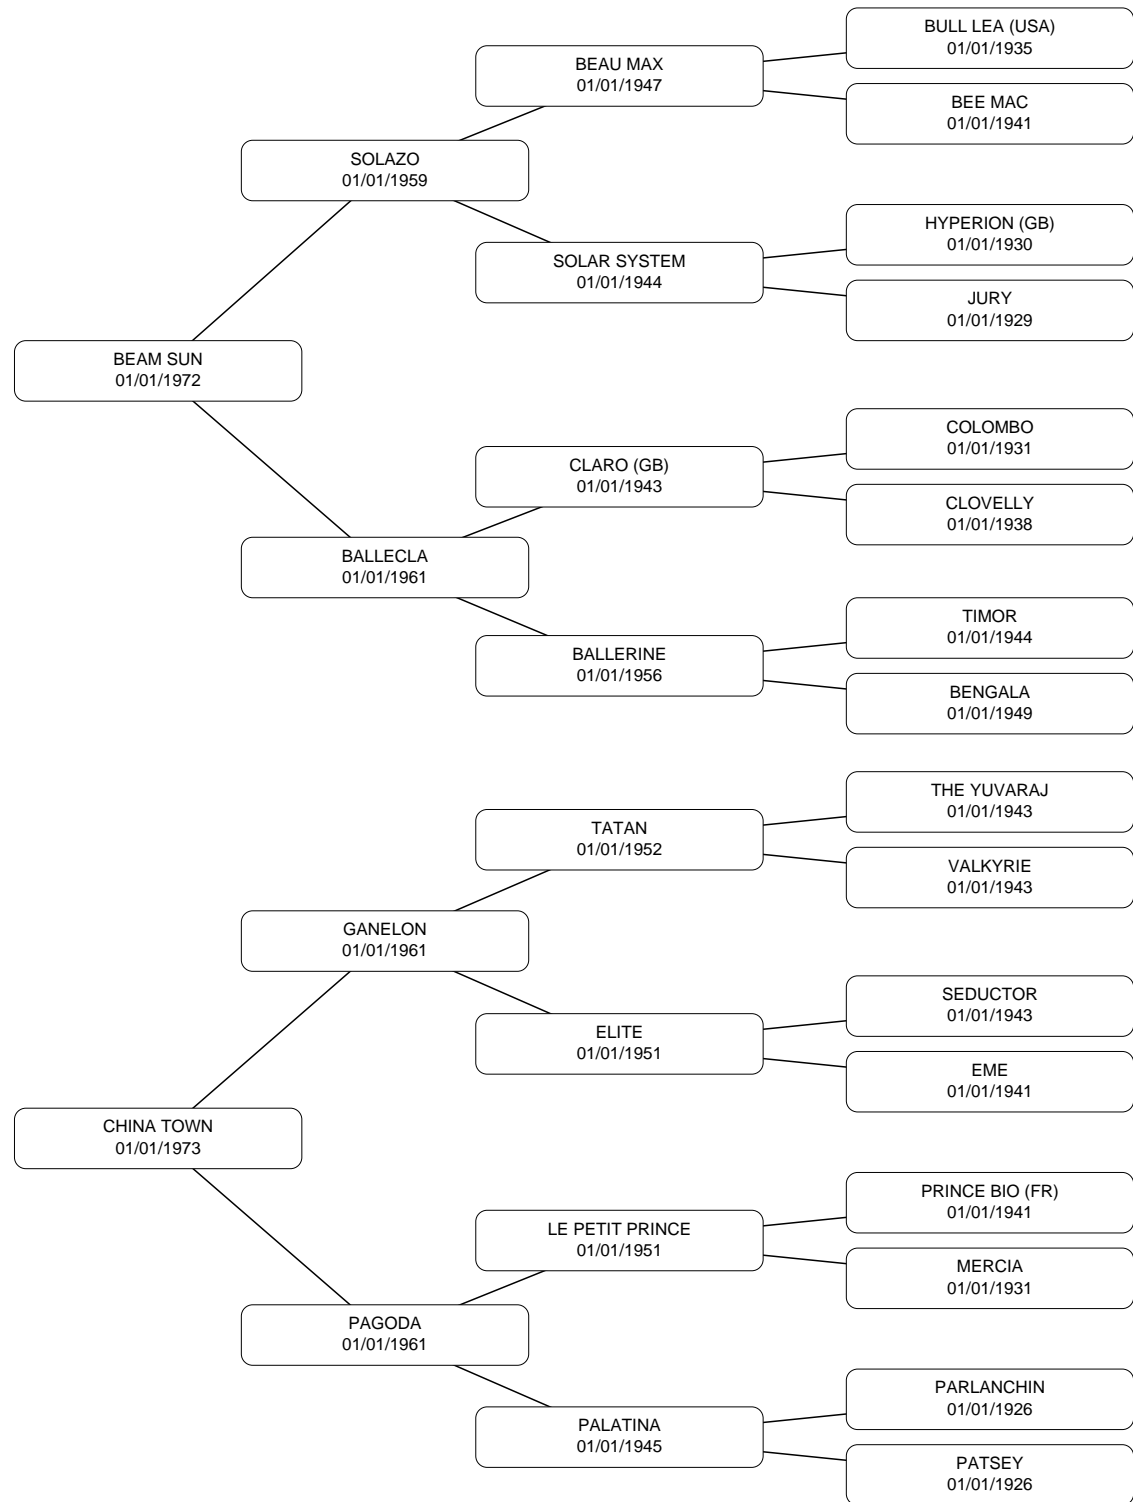 BULL LEA (USA)
01/01/1935
BEAU MAX
01/01/1947
BEE MAC
01/01/1941
SOLAZO
01/01/1959
HYPERION (GB)
01/01/1930
SOLAR SYSTEM
01/01/1944
JURY
01/01/1929
BEAM SUN
01/01/1972
COLOMBO
01/01/1931
CLARO (GB)
01/01/1943
CLOVELLY
01/01/1938
BALLECLA
01/01/1961
TIMOR
01/01/1944
BALLERINE
01/01/1956
BENGALA
01/01/1949
THE YUVARAJ
01/01/1943
TATAN
01/01/1952
VALKYRIE
01/01/1943
GANELON
01/01/1961
SEDUCTOR
01/01/1943
ELITE
01/01/1951
EME
01/01/1941
CHINA TOWN
01/01/1973
PRINCE BIO (FR)
01/01/1941
LE PETIT PRINCE
01/01/1951
MERCIA
01/01/1931
PAGODA
01/01/1961
PARLANCHIN
01/01/1926
PALATINA
01/01/1945
PATSEY
01/01/1926